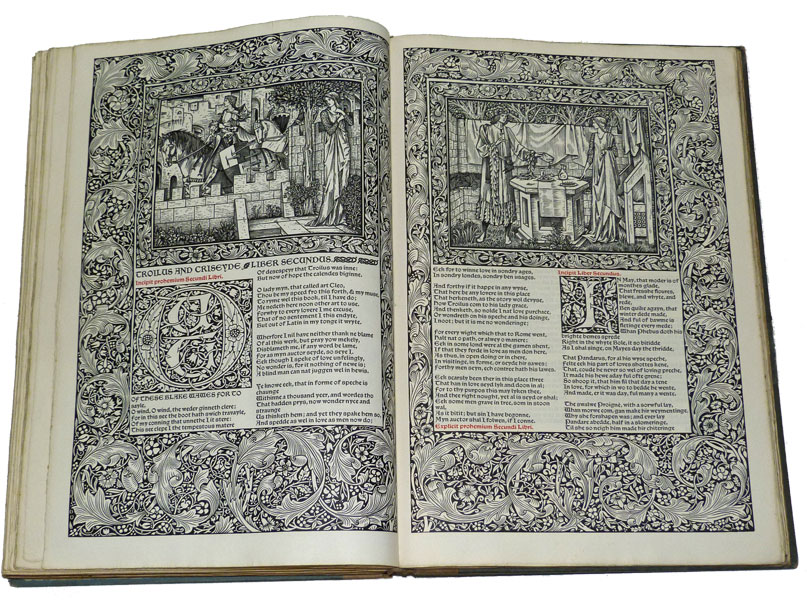 TROILUS AND CRISEYDE. LIBER SECUNDUS.
Incipit prohemium Secundi Libri.
OUT
OF THESE BLAKE WAWES FOR TO
sayle,
O wind, O wind, the weder ginneth clere;
For in this see the boot hath swich travayle,
Of my conning that unnethe I it stere:
This see clepe I the tempestous matere
Of desespeyr that Troilus was inne:
But now of hope the calendes biginne.
O lady myn, that called art Cleo,
Thou be my speed fro this forth, & my muse,
To ryme wel this book, til I have do;
Me nedeth here noon other art to use.
Forwhy to every lovere I me excuse,
That of no sentement I this endyte,
But out of Latin in my tonge it wryte.
Wherfore I nil have neither thank ne blame
Of al this werk, but pray yow mekely,
Disblameth me, if any word be lame,
For as myn auctor seyde, so seye I.
Eek though I speke of love unfelingly,
No wonder is, for it nothing of newe is;
A blind man can nat juggen wel in hewis.
Ye knowe eek, that in forme of speche is
chaunge
Withinne a thousand yeer, and wordes tho
That hadden prys, now wonder nyce and
straunge
Us thinketh hem; and yet they spake hem so,
And spedde as wel in love as men now do;
Eek for to winne love in sondry ages,
In sondry londes, sondry ben usages.
And forthy if it happe in any wyse,
That here be any lovere in this place
That herkeneth, as the story wol devyse,
How Troilus com to his lady grace,
And thenketh, so nolde I nat love purchace,
Or wondreth on his speche and his doinge,
I noot; but it is me no wonderinge;
For every wight which that to Rome went,
Halt nat o path, or alwey o manere;
Eek in some lond were al the gamen shent,
If that they ferde in love as men don here,
As thus, in open doing or in chere,
In visitinge, in forme, or seyde hir sawes;
Forthy men seyn, ech contree hath his lawes.
Eek scarsly been ther in this place three
That han in love seyd lyk and doon in al;
For to thy purpos this may lyken thee,
And thee right nought, yet al is seyd or shal;
Eek some men grave in tree, som in stoon
wal,
As it bitit; but sin I have begonne,
Myn auctor shal I folwen, if I conne.
Explicit prohemium Secundi Libri.
Incipit Liber Secundus.
IN May, that moder is of
monthes glade,
That fresshe floures,
blewe, and whyte, and
rede,
Ben quike agayn, that
winter dede made,
And ful of bawme is
fleting every mede;
Whan Phebus doth his
brighte bemes sprede
Right in the whyte Bole, it so bitidde
As I shal singe, on Mayes day the thridde,
That Pandarus, for al his wyse speche,
Felte eek his part of loves shottes kene,
That, coude he never so wel of loving preche,
It made his hewe aday ful ofte grene;
So shoop it, that him fil that day a tene
In love, for which in wo to bedde he wente,
And made, er it was day, ful many a wente.
The swalwe Proigne, with a sorwful lay,
Whan morwe com, gan make hir weymentinge
Why she forshapen was; and ever lay
Pandare abedde, half in a slomeringe,
Til she so neigh him made hir chiteringe